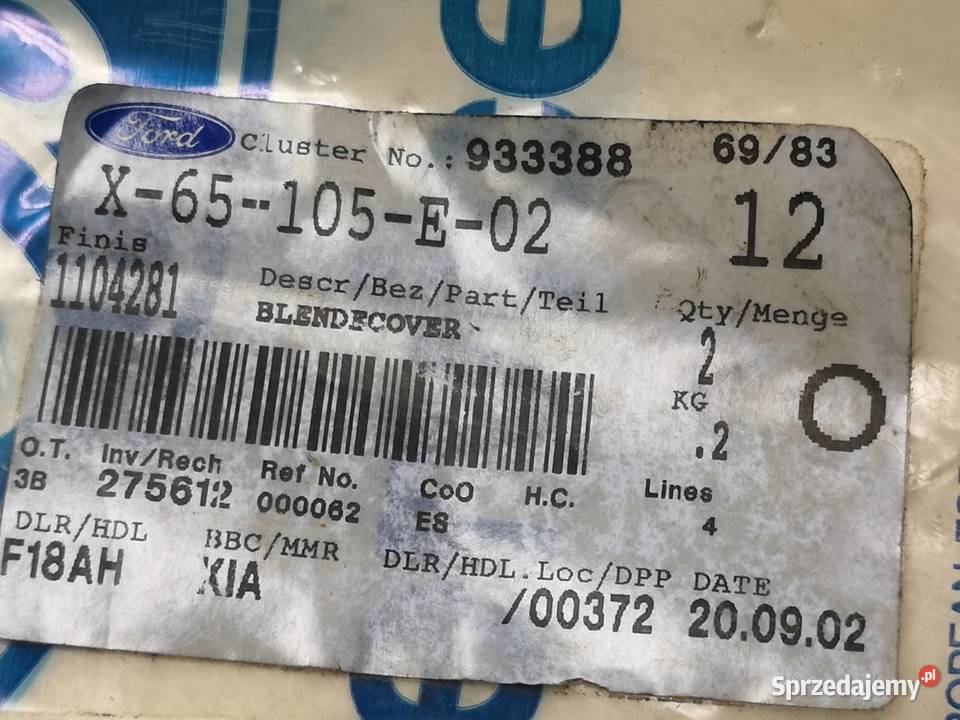 Ford Cluster No.: 933388 69/83
X-65-105-E-02 12
Finis
1104281 Descr/Bez/Part/Teil Qty/Menge
BLENDECOVER 2
KG
.2
O.T. Inv/Rech Ref No. CoO H.C. Lines
3B 275612 000062 ES 4
DLR/HDL BBC/MMR DLR/HDL.Loc/DPP DATE
F18AH XIA /00372 20.09.02
Sprzedajemy.pl